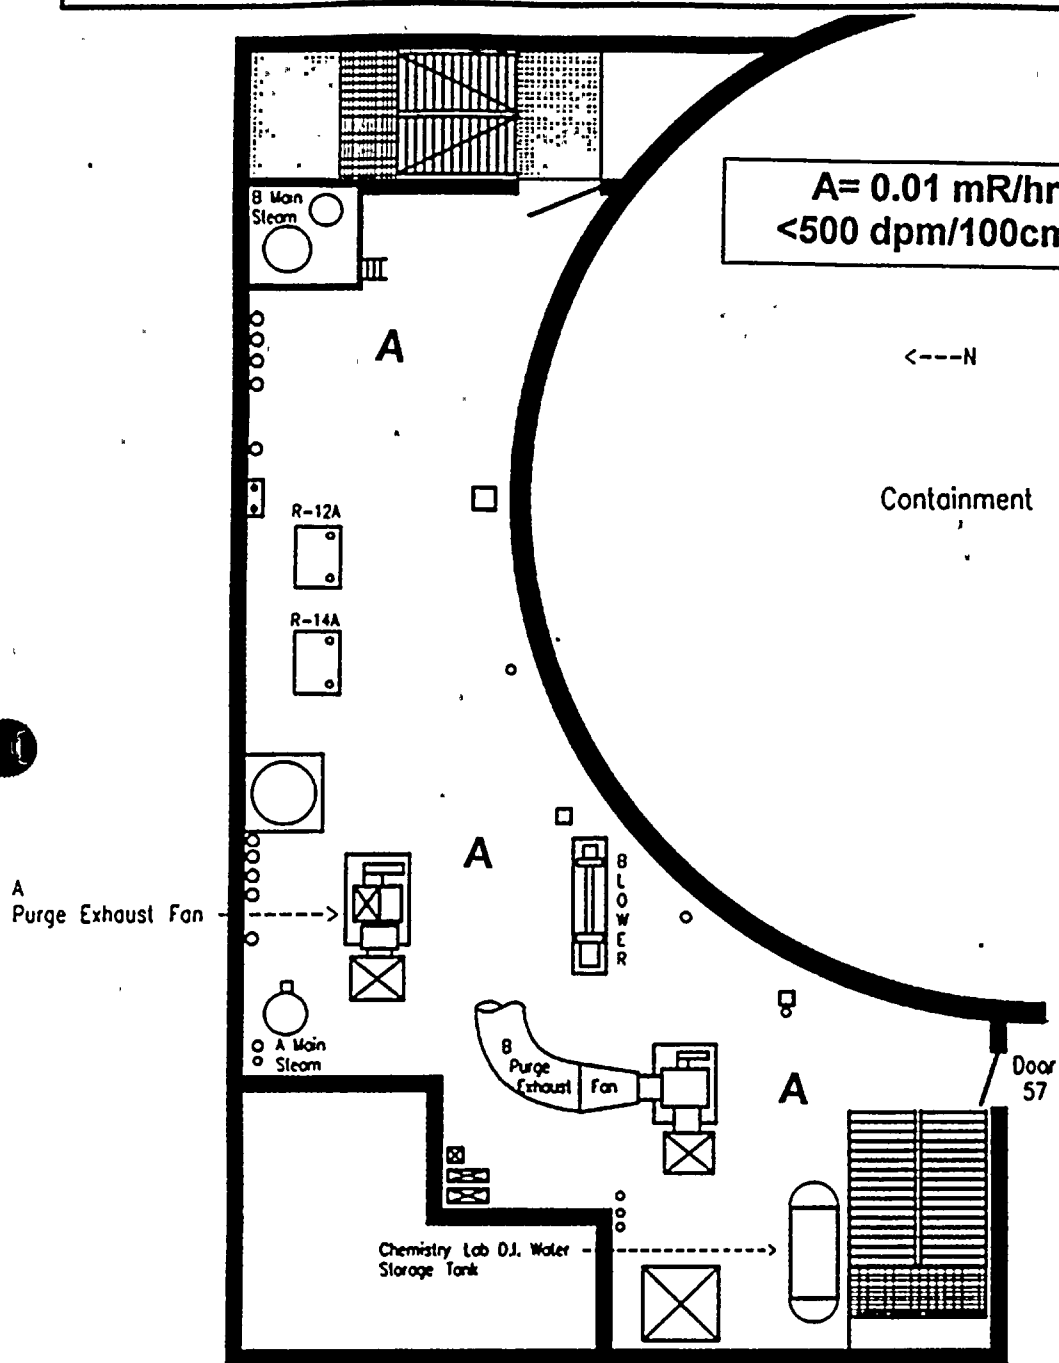 B Main
Steam
A= 0.01 mR/hr
<500 dpm/100cm
A
<---N
R-12A
Containment
R-14A
A
BLOWER
A
Purge Exhaust Fan
A Main
Steam
B
Purge
Exhaust Fan
A
Door
57
Chemistry Lab D.I. Water
Storage Tank